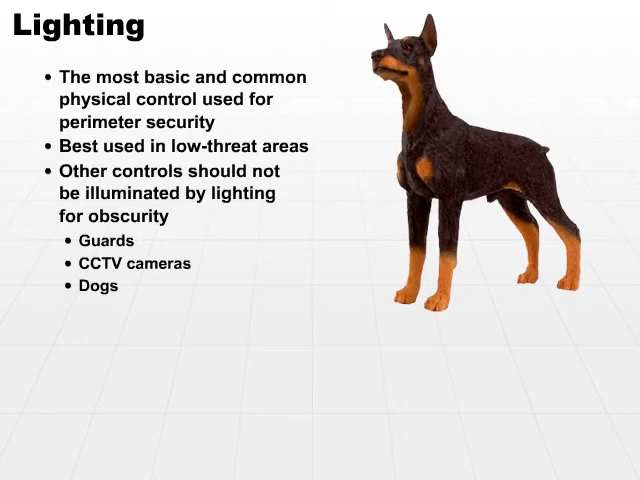 Lighting
• The most basic and common
physical control used for
perimeter security
• Best used in low-threat areas
• Other controls should not
be illuminated by lighting
for obscurity
• Guards
• CCTV cameras
• Dogs